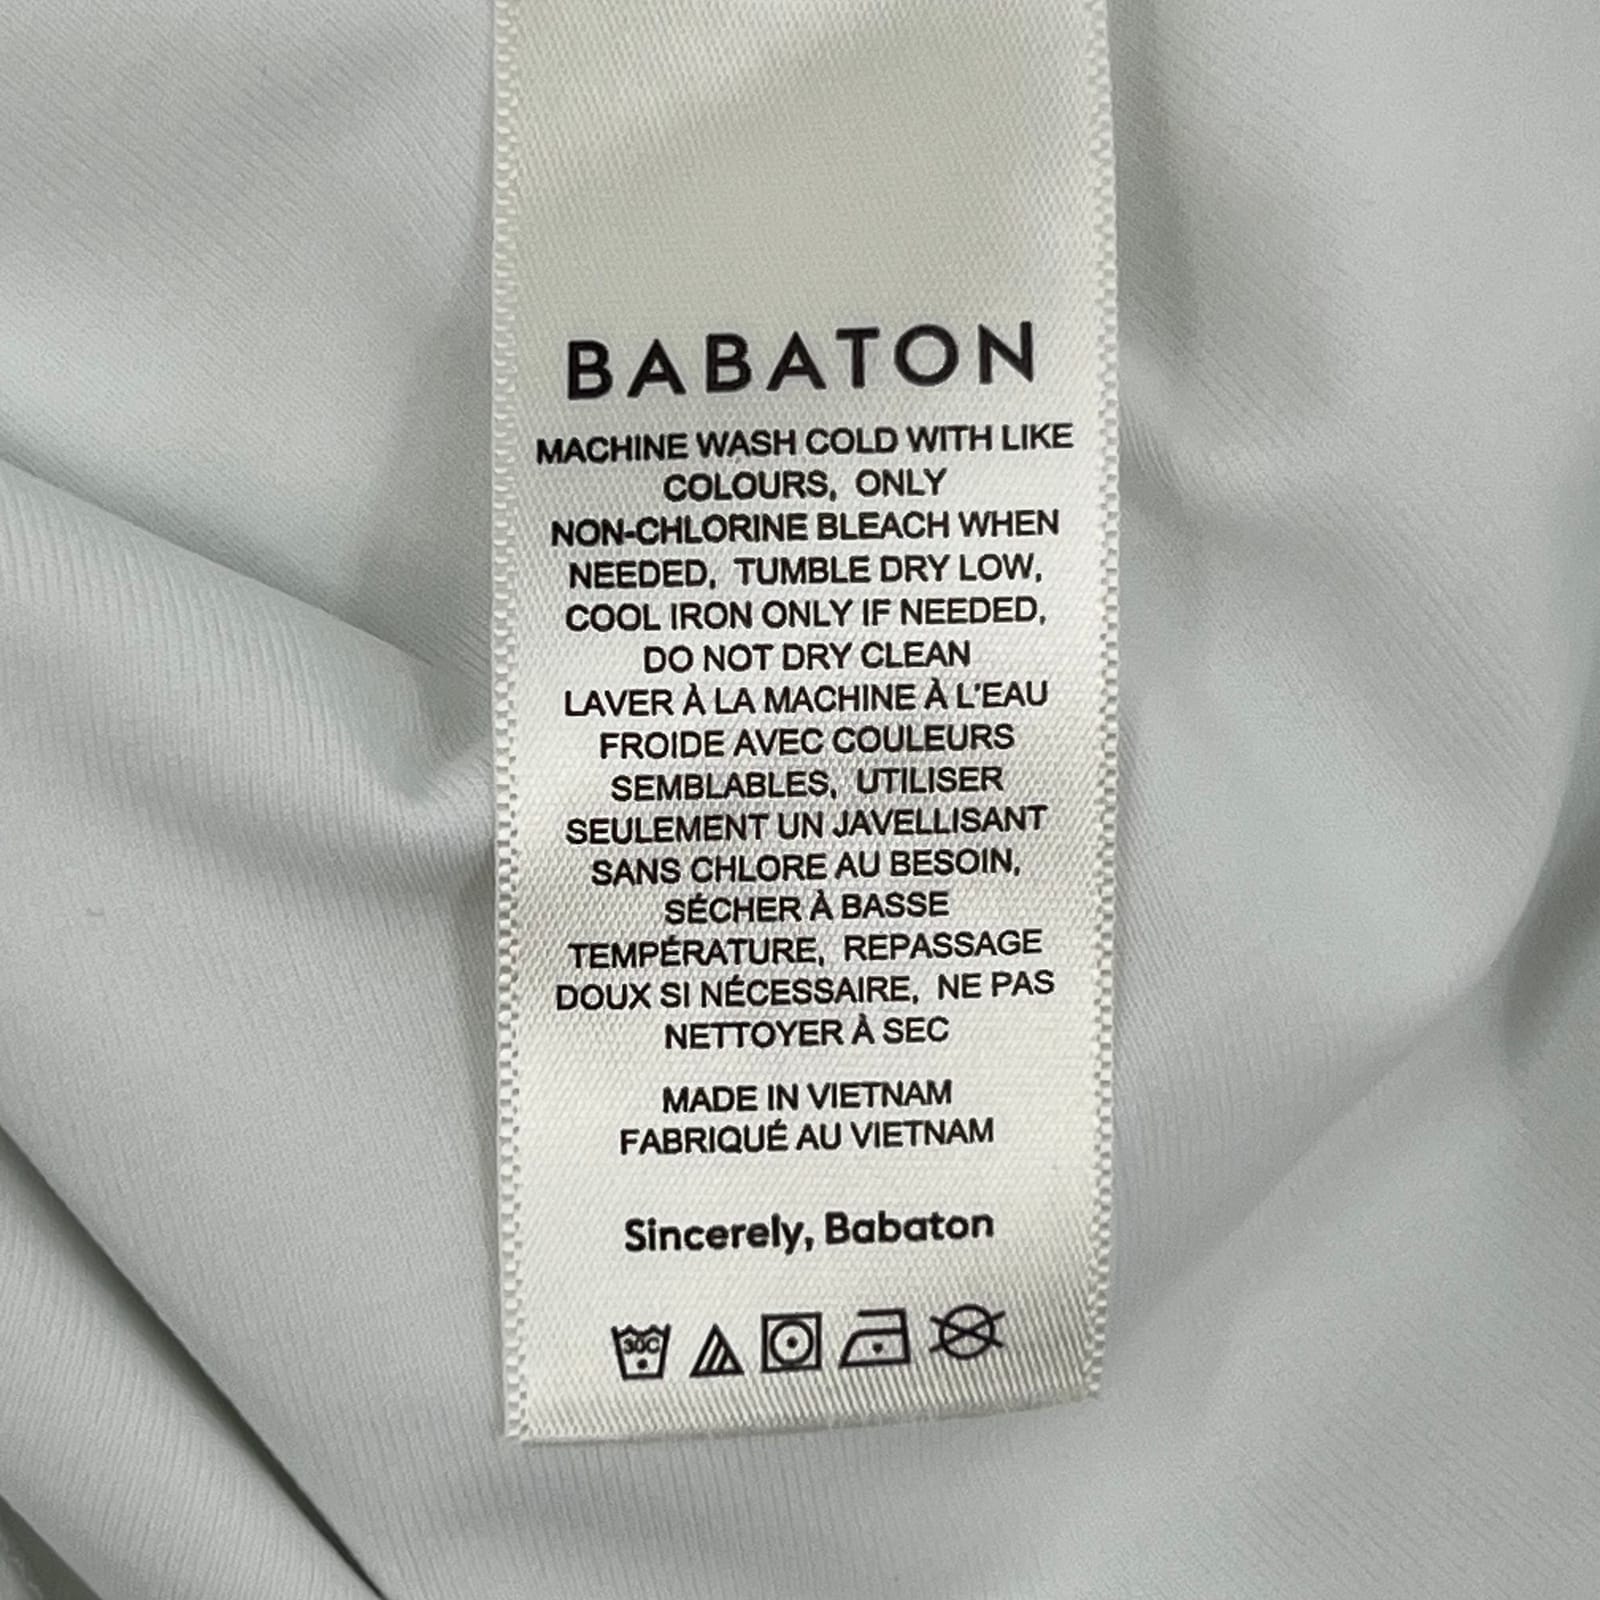 BABATON
MACHINE WASH COLD WITH LIKE
COLOURS, ONLY
NON-CHLORINE BLEACH WHEN
NEEDED, TUMBLE DRY LOW,
COOL IRON ONLY IF NEEDED,
DO NOT DRY CLEAN
LAVER À LA MACHINE À L'EAU
FROIDE AVEC COULEURS
SEMBLABLES, UTILISER
SEULEMENT UN JAVELLISANT
SANS CHLORE AU BESOIN,
SÉCHER À BASSE
TEMPÉRATURE, REPASSAGE
DOUX SI NÉCESSAIRE, NE PAS
NETTOYER À SEC
MADE IN VIETNAM
FABRIQUÉ AU VIETNAM
Sincerely, Babaton
30C